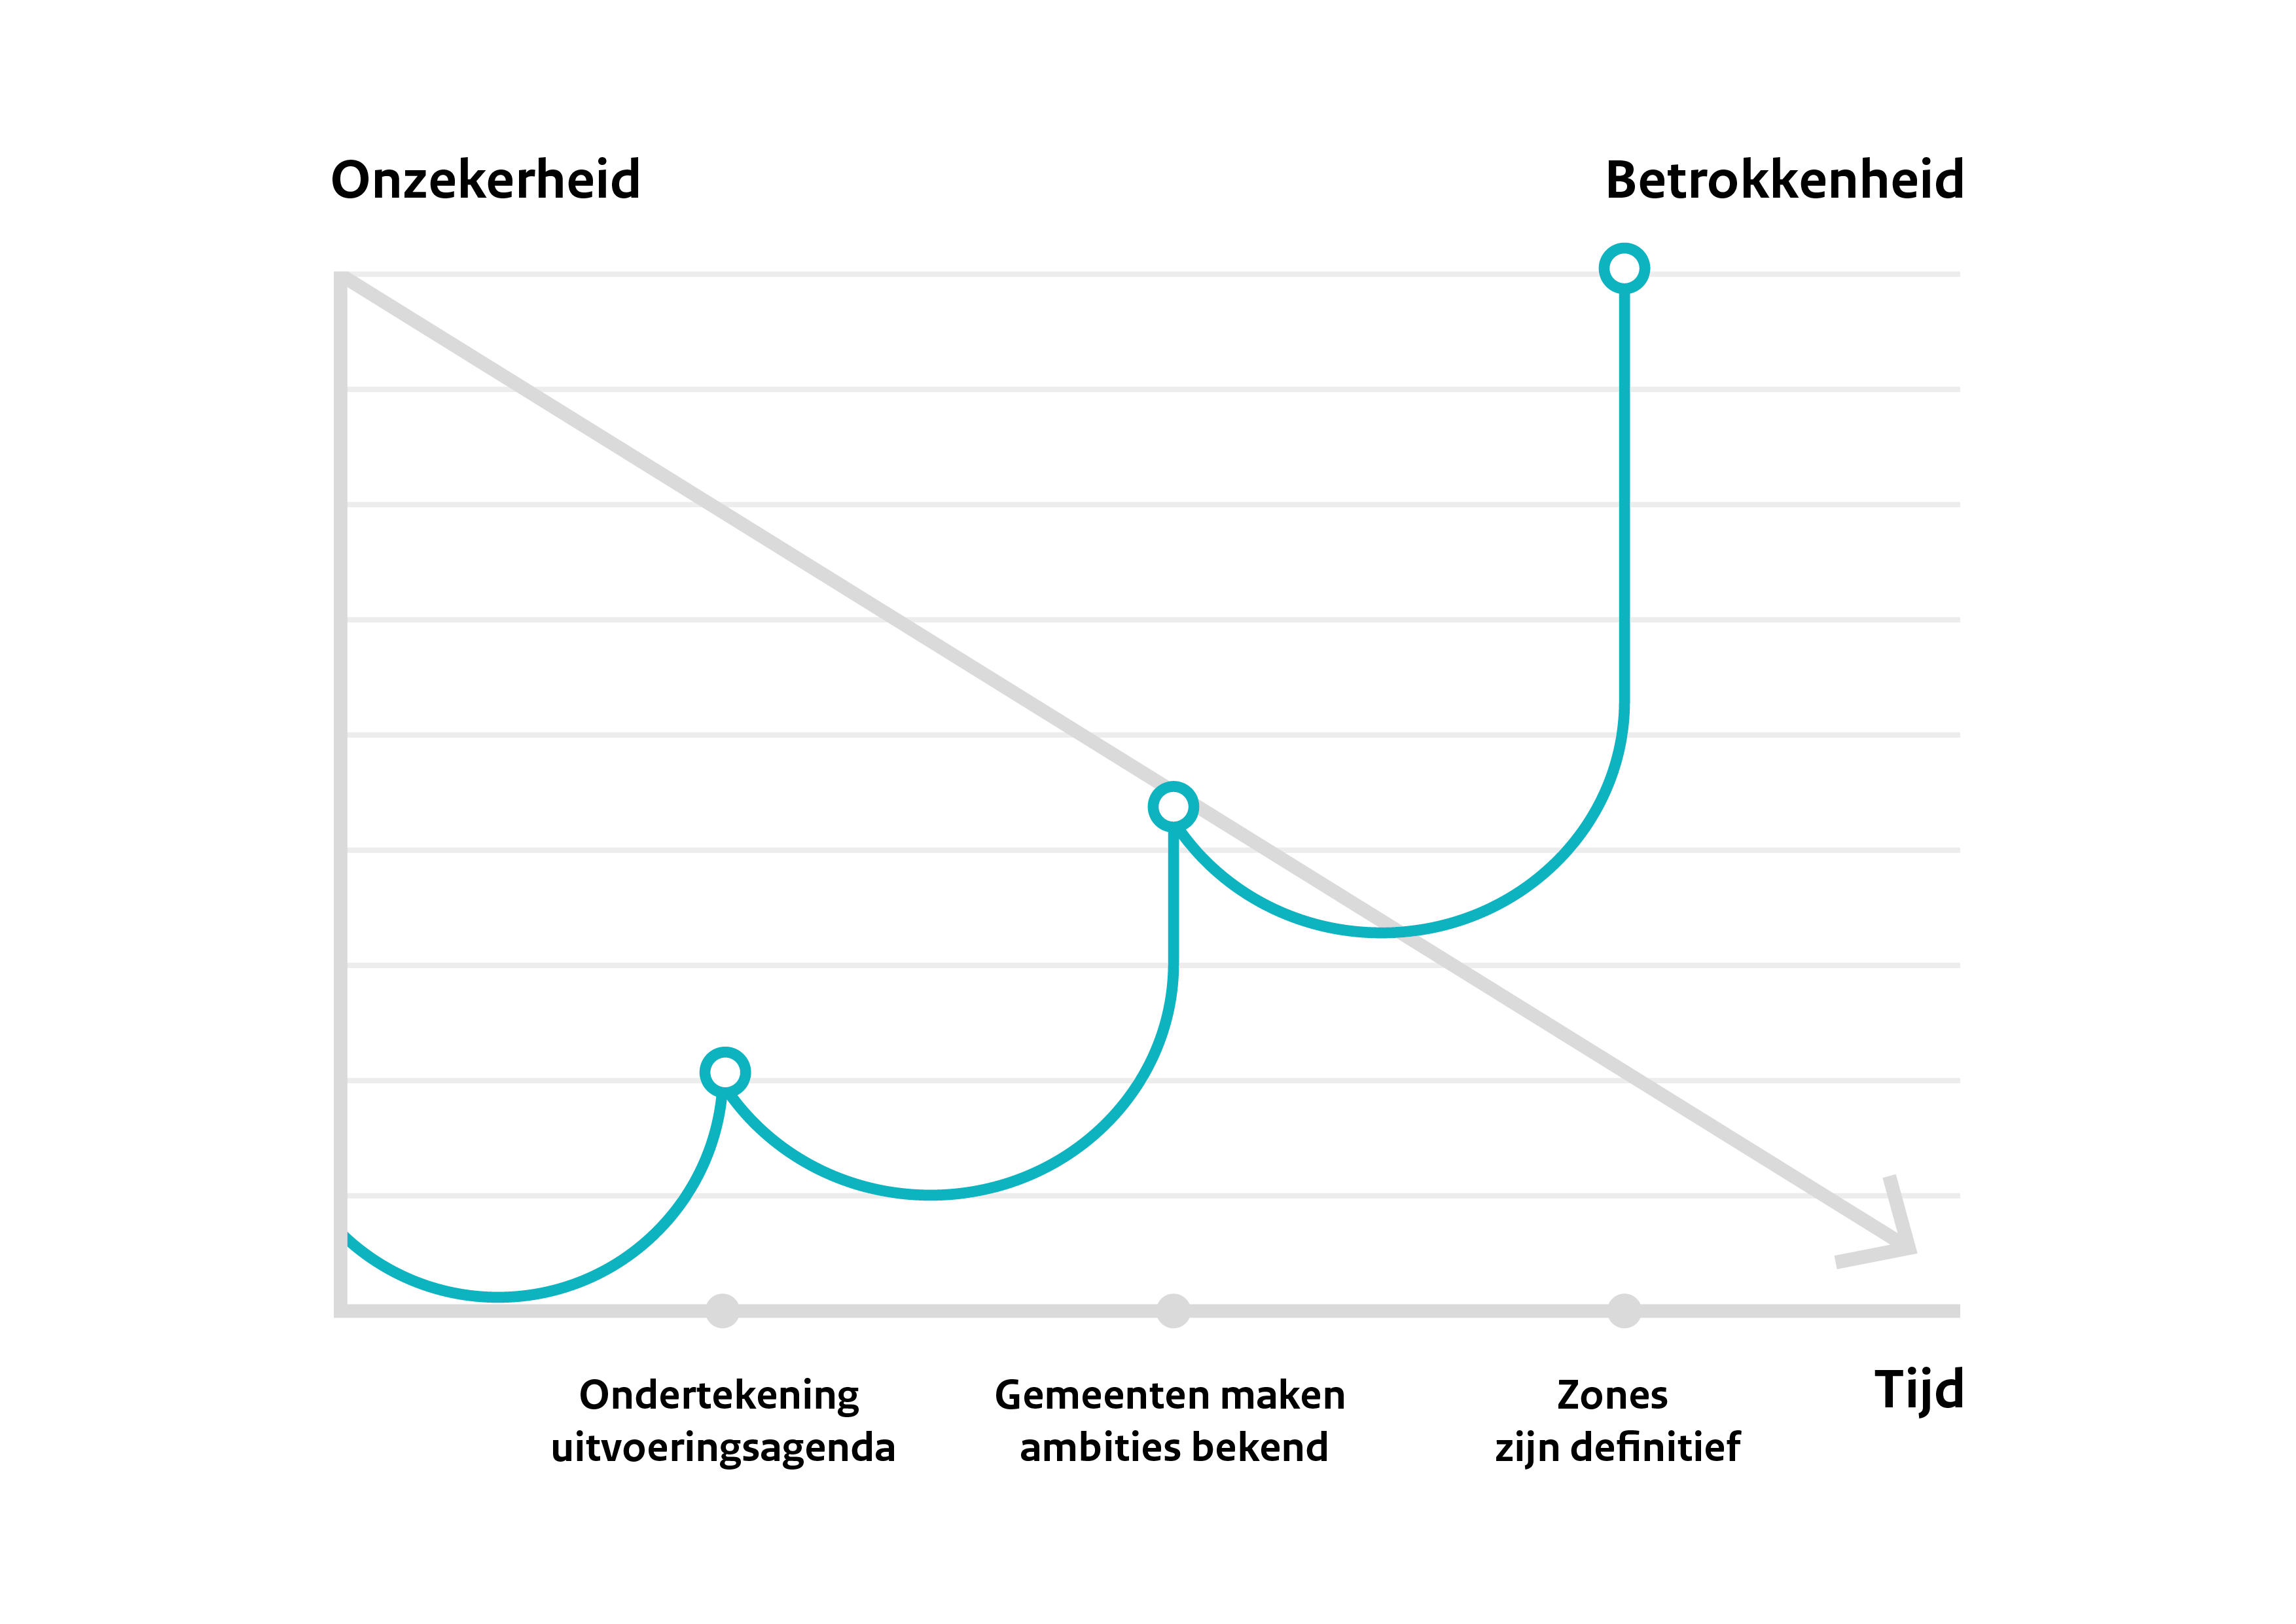 Onzekerheid
Betrokkenheid
Ondertekening
uitvoeringsagenda
Gemeenten maken
ambities bekend
Zones
zijn definitief
Tijd